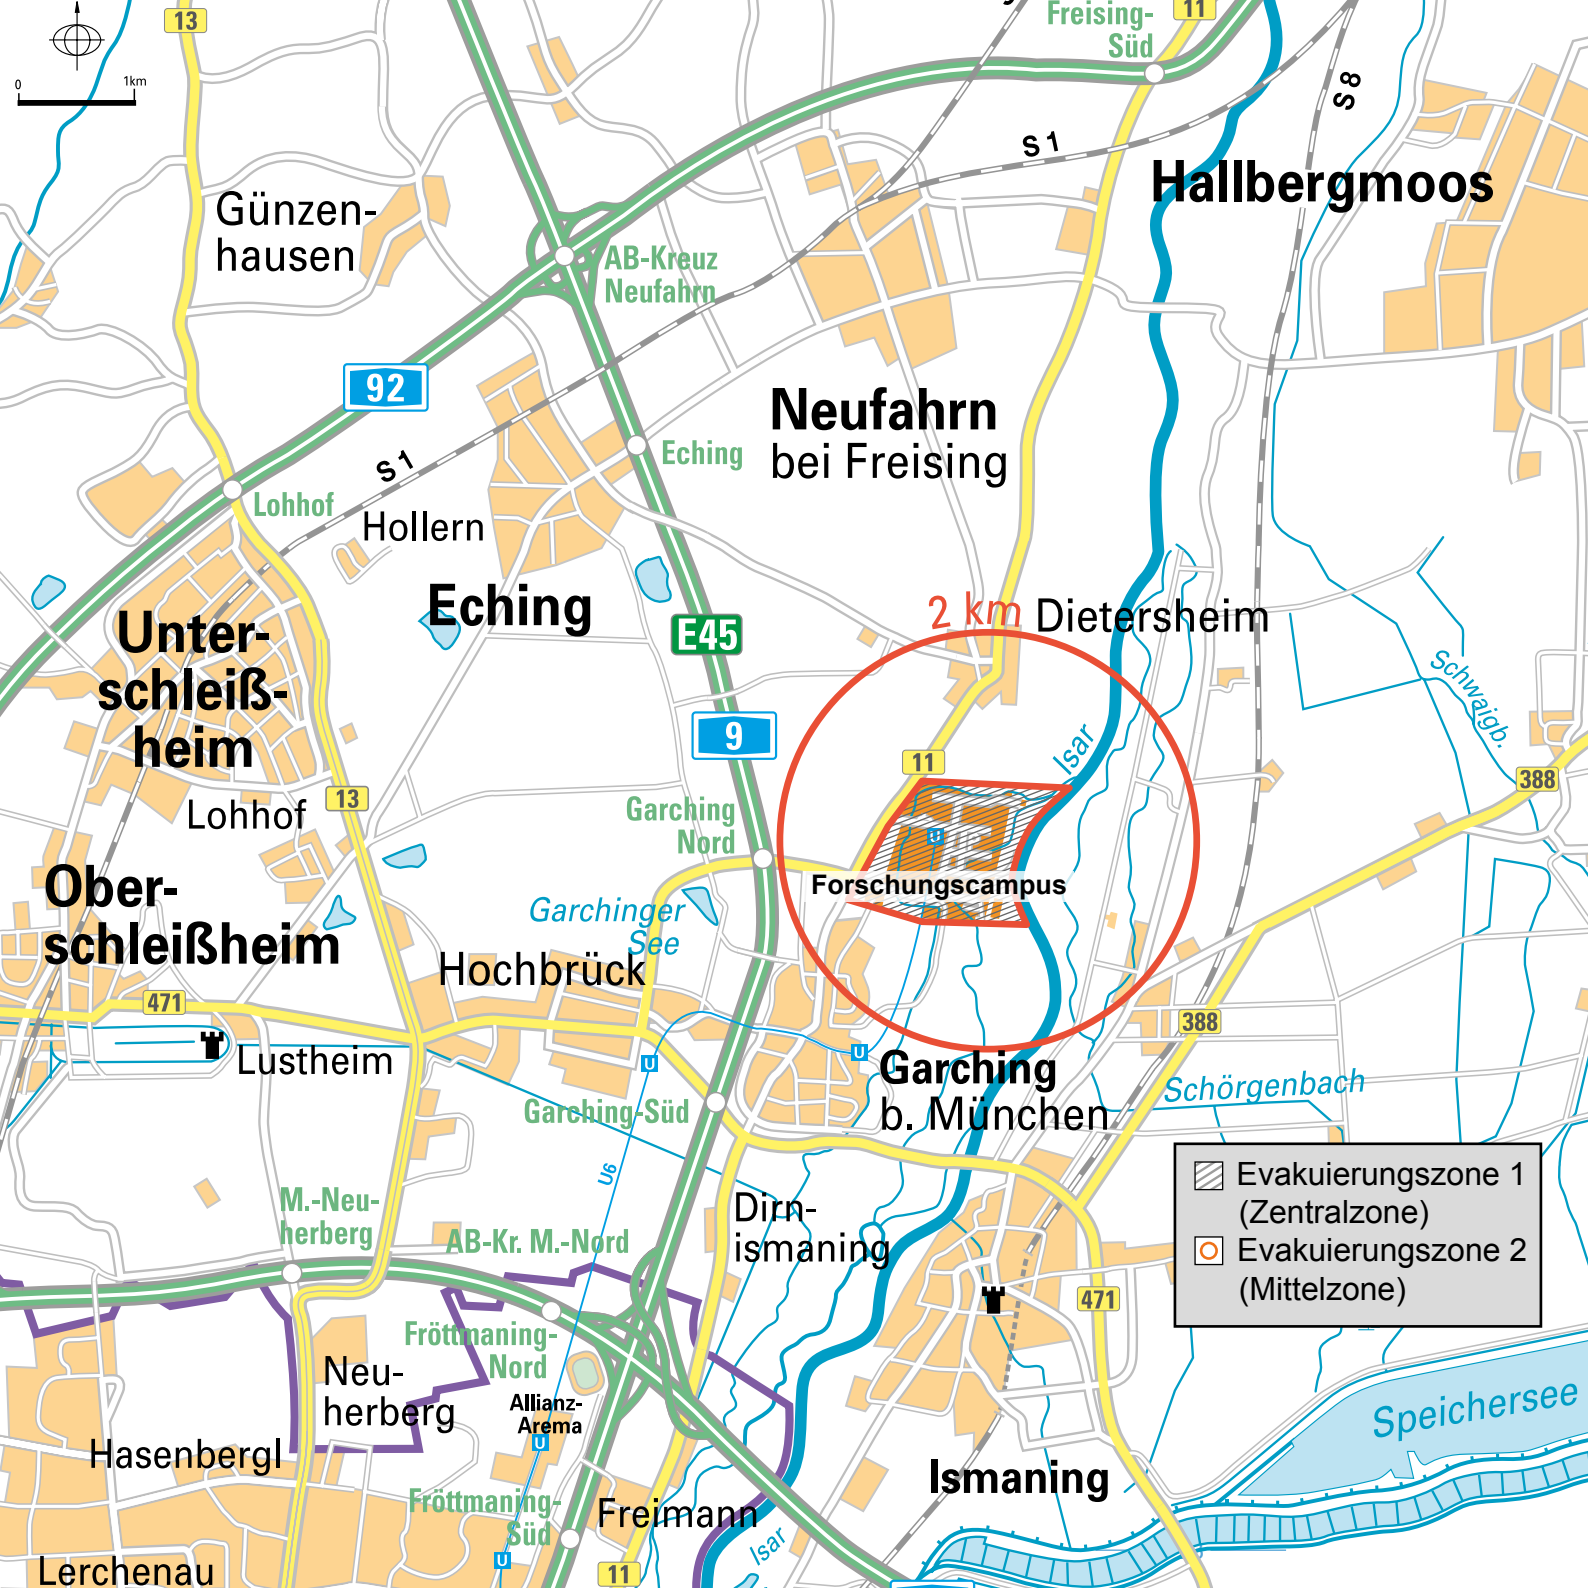 13
0
1km
Freising-
Süd
11
S 8
S 1
Hallbergmoos
Günzen-
hausen
AB-Kreuz
Neufahrn
92
Neufahrn
bei Freising
Eching
S 1
Lohhof
Hollern
Eching
Unter-
schleiß-
heim
E45
2 km
Dietersheim
Schwaigb.
9
11
Isar
388
Lohhof
13
Garching
Nord
U
Forschungscampus
Ober-
schleißheim
Garchinger
See
Hochbrück
471
388
Lustheim
U
U
Garching
b. München
Schörgenbach
Garching-Süd
U6
Evakuierungszone 1
(Zentralzone)
Evakuierungszone 2
(Mittelzone)
M.-Neu-
herberg
AB-Kr. M.-Nord
Dirn-
ismaning
471
Fröttmaning-
Nord
Neu-
herberg
Allianz-
Arema
U
Speichersee
Hasenbergl
Ismaning
Fröttmaning-
Süd
Freimann
Isar
U
Lerchenau
11